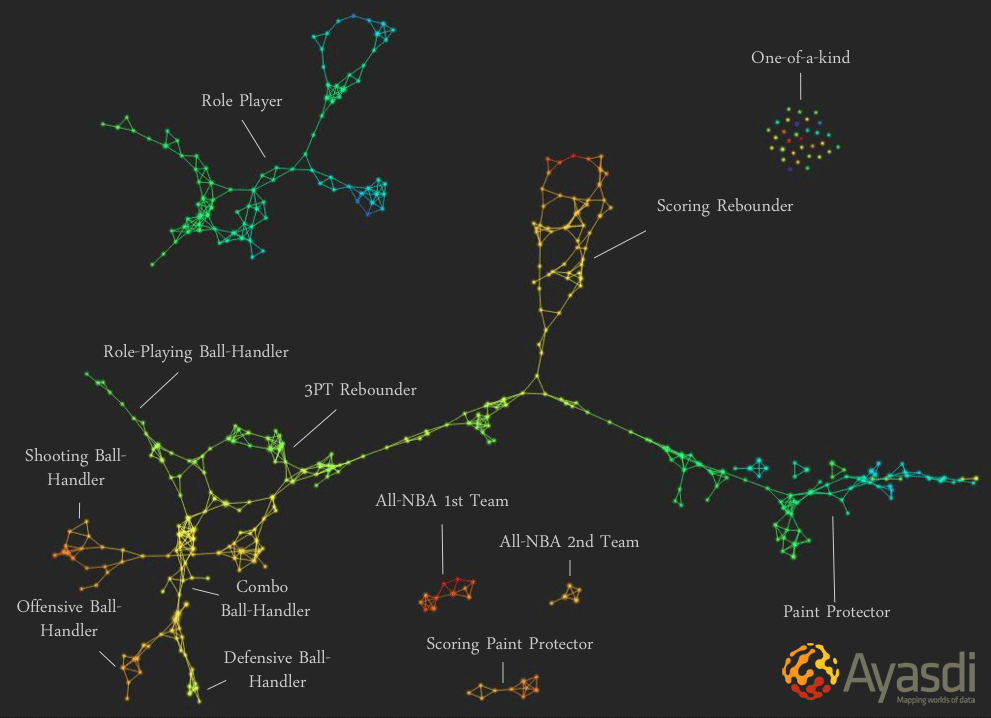 One-of-a-kind
Role Player
Scoring Rebounder
Role-Playing Ball-Handler
3PT Rebounder
Shooting Ball-
Handler
All-NBA 1st Team
All-NBA 2nd Team
Combo
Ball-Handler
Offensive Ball-
Handler
Paint Protector
Scoring Paint Protector
Defensive Ball-
Handler
Ayasdi
Mapping worlds of data